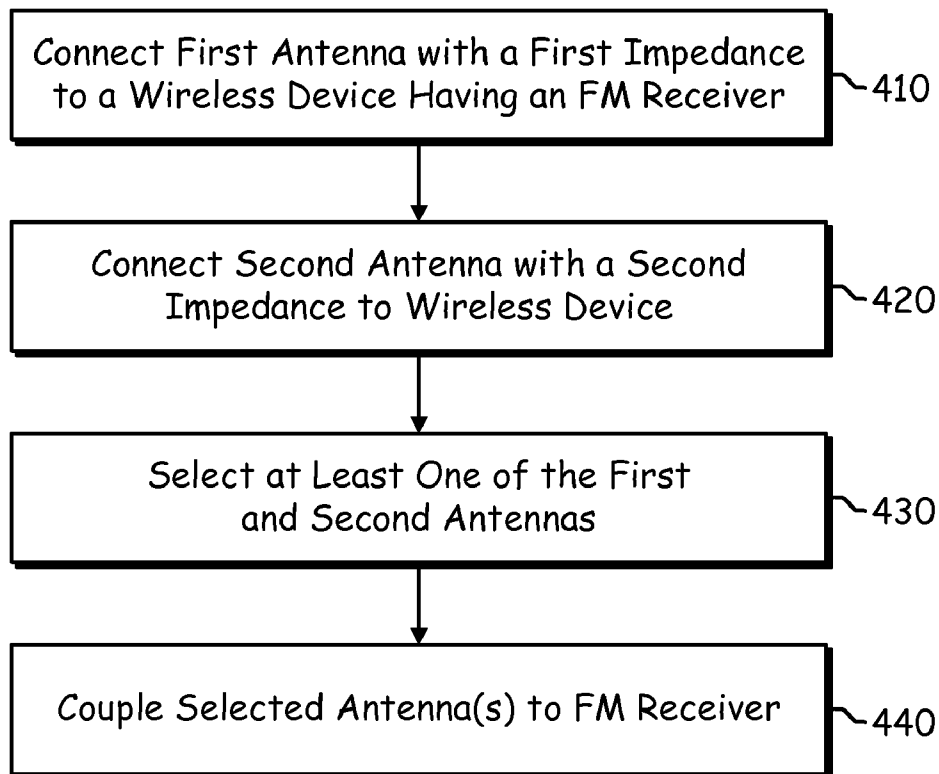 Connect First Antenna with a First Impedance
to a Wireless Device Having an FM Receiver
410
Connect Second Antenna with a Second
Impedance to Wireless Device
420
Select at Least One of the First
and Second Antennas
430
Couple Selected Antenna(s) to FM Receiver
440